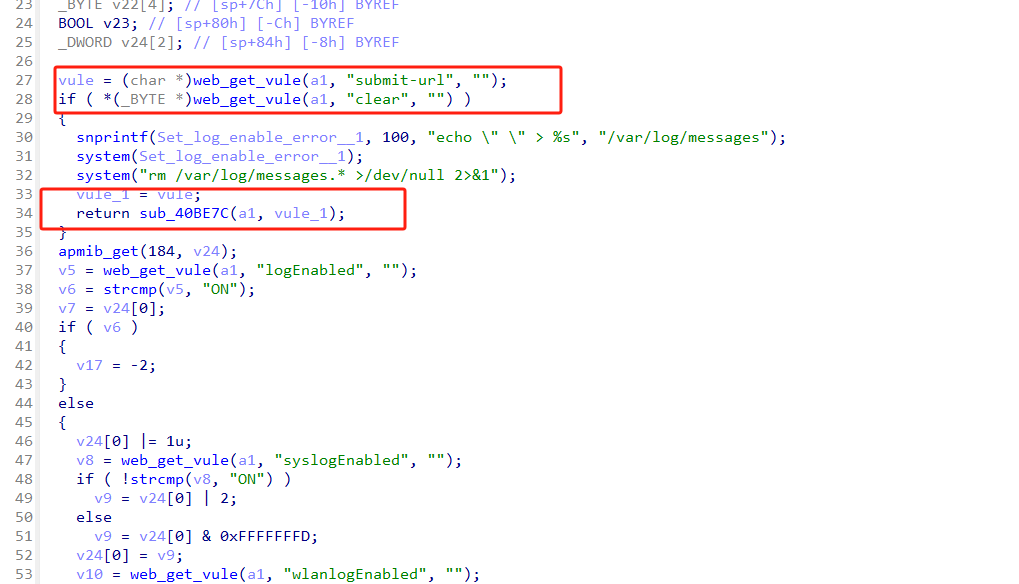 23 _BYTE v22[4]; // [sp+7Ch] [-10h] BYREF
24 BOOL v23; // [sp+80h] [-Ch] BYREF
25 _DWORD v24[2]; // [sp+84h] [-8h] BYREF
26
27 vule = (char *)web_get_vule(a1, "submit-url", "");
28 if ( *(_BYTE *)web_get_vule(a1, "clear", "") )
29 {
30 snprintf(Set_log_enable_error__1, 100, "echo \" \" > %s", "/var/log/messages");
31 system(Set_log_enable_error__1);
32 system("rm /var/log/messages.* >/dev/null 2>&1");
33 vule_1 = vule;
34 return sub_40BE7C(a1, vule_1);
35 }
36 apmib_get(184, v24);
37 v5 = web_get_vule(a1, "logEnabled", "");
38 v6 = strcmp(v5, "ON");
39 v7 = v24[0];
40 if ( v6 )
41 {
42 v17 = -2;
43 }
44 else
45 {
46 v24[0] |= 1u;
47 v8 = web_get_vule(a1, "syslogEnabled", "");
48 if ( !strcmp(v8, "ON") )
49 v9 = v24[0] | 2;
50 else
51 v9 = v24[0] & 0xFFFFFFFD;
52 v24[0] = v9;
53 v10 = web_get_vule(a1, "wlanlogEnabled", "");